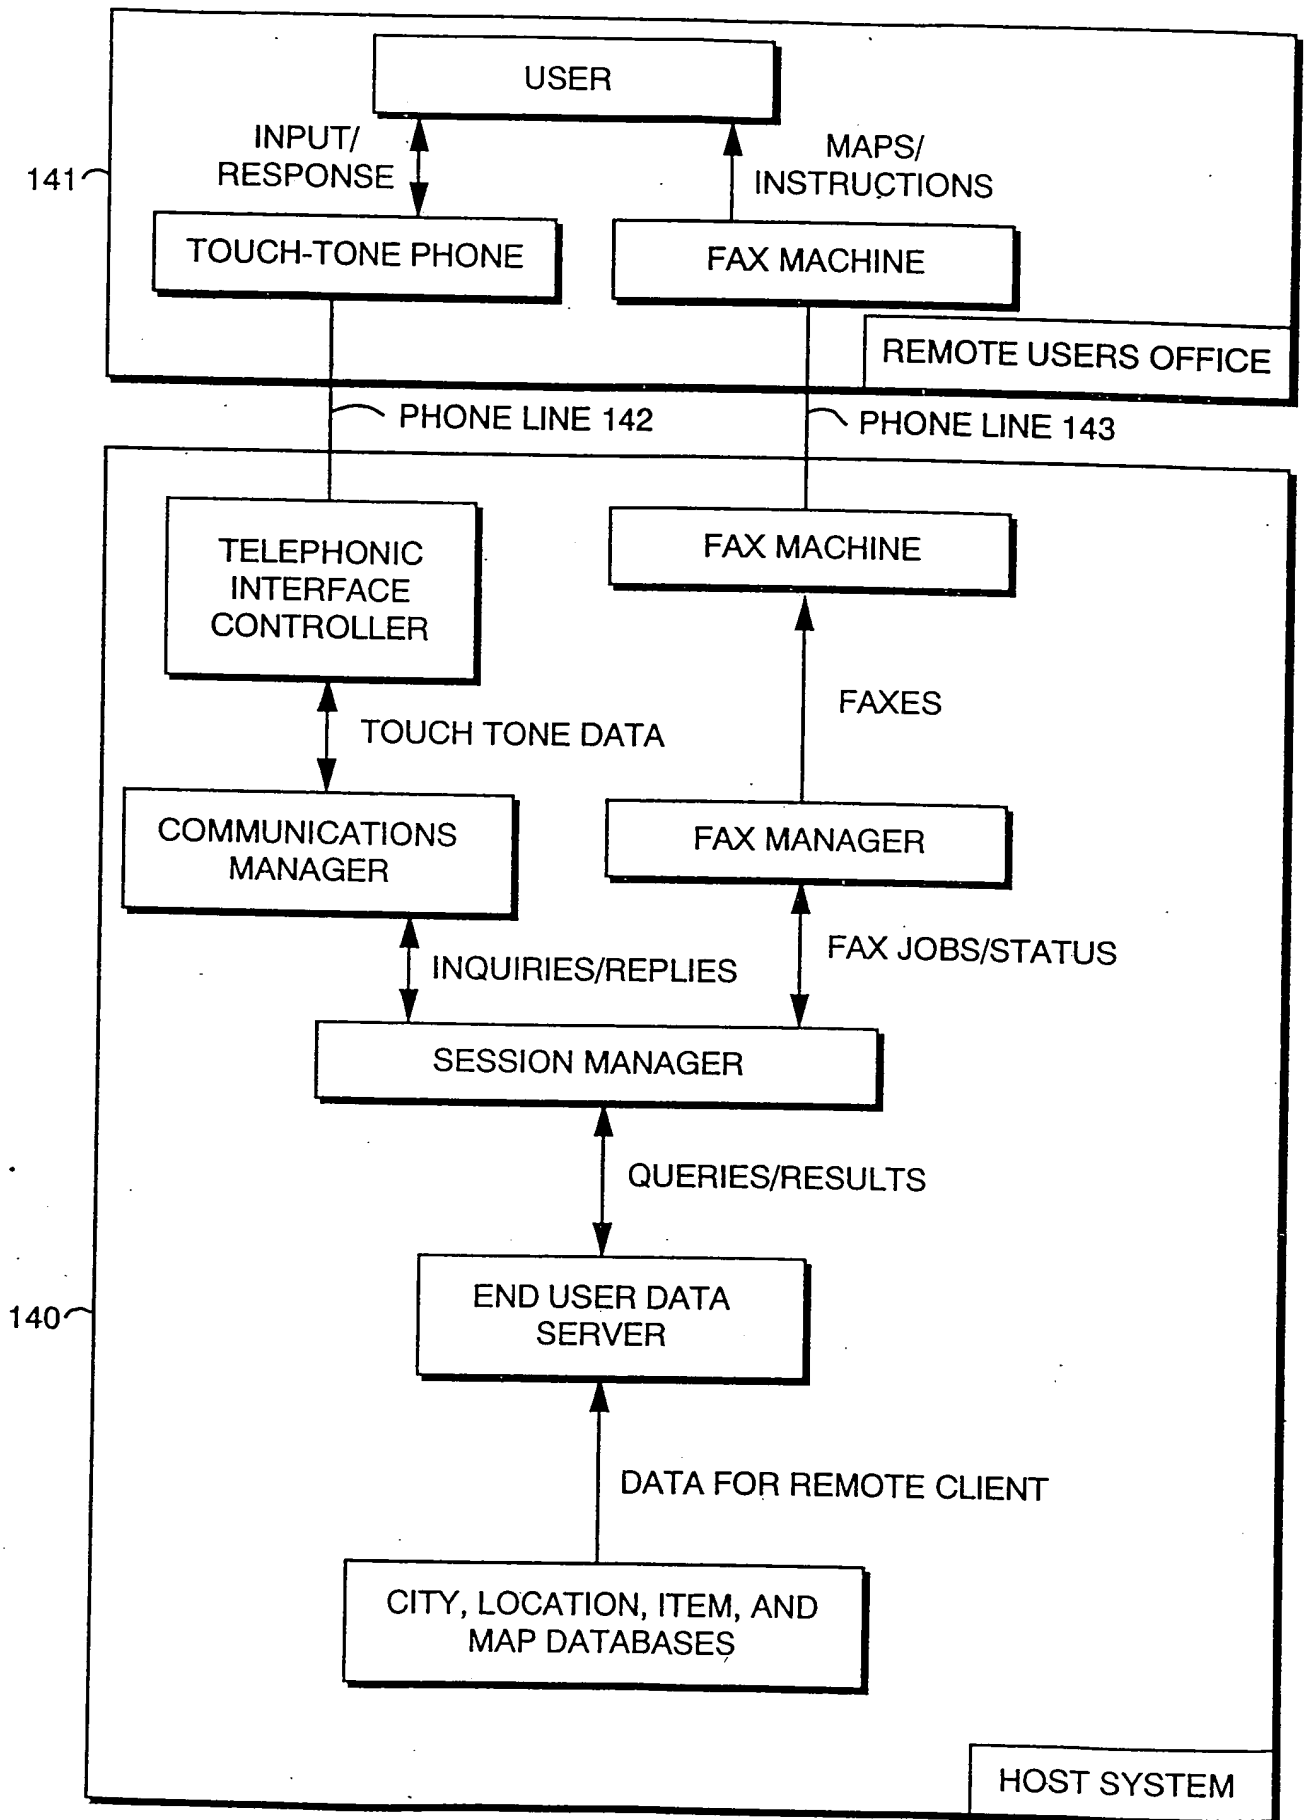 USER
INPUT/
RESPONSE
MAPS/
INSTRUCTIONS
141
TOUCH-TONE PHONE
FAX MACHINE
REMOTE USERS OFFICE
PHONE LINE 142
PHONE LINE 143
TELEPHONIC
INTERFACE
CONTROLLER
FAX MACHINE
FAXES
TOUCH TONE DATA
COMMUNICATIONS
MANAGER
FAX MANAGER
INQUIRIES/REPLIES
FAX JOBS/STATUS
SESSION MANAGER
QUERIES/RESULTS
END USER DATA
SERVER
140
DATA FOR REMOTE CLIENT
CITY, LOCATION, ITEM, AND
MAP DATABASES
HOST SYSTEM